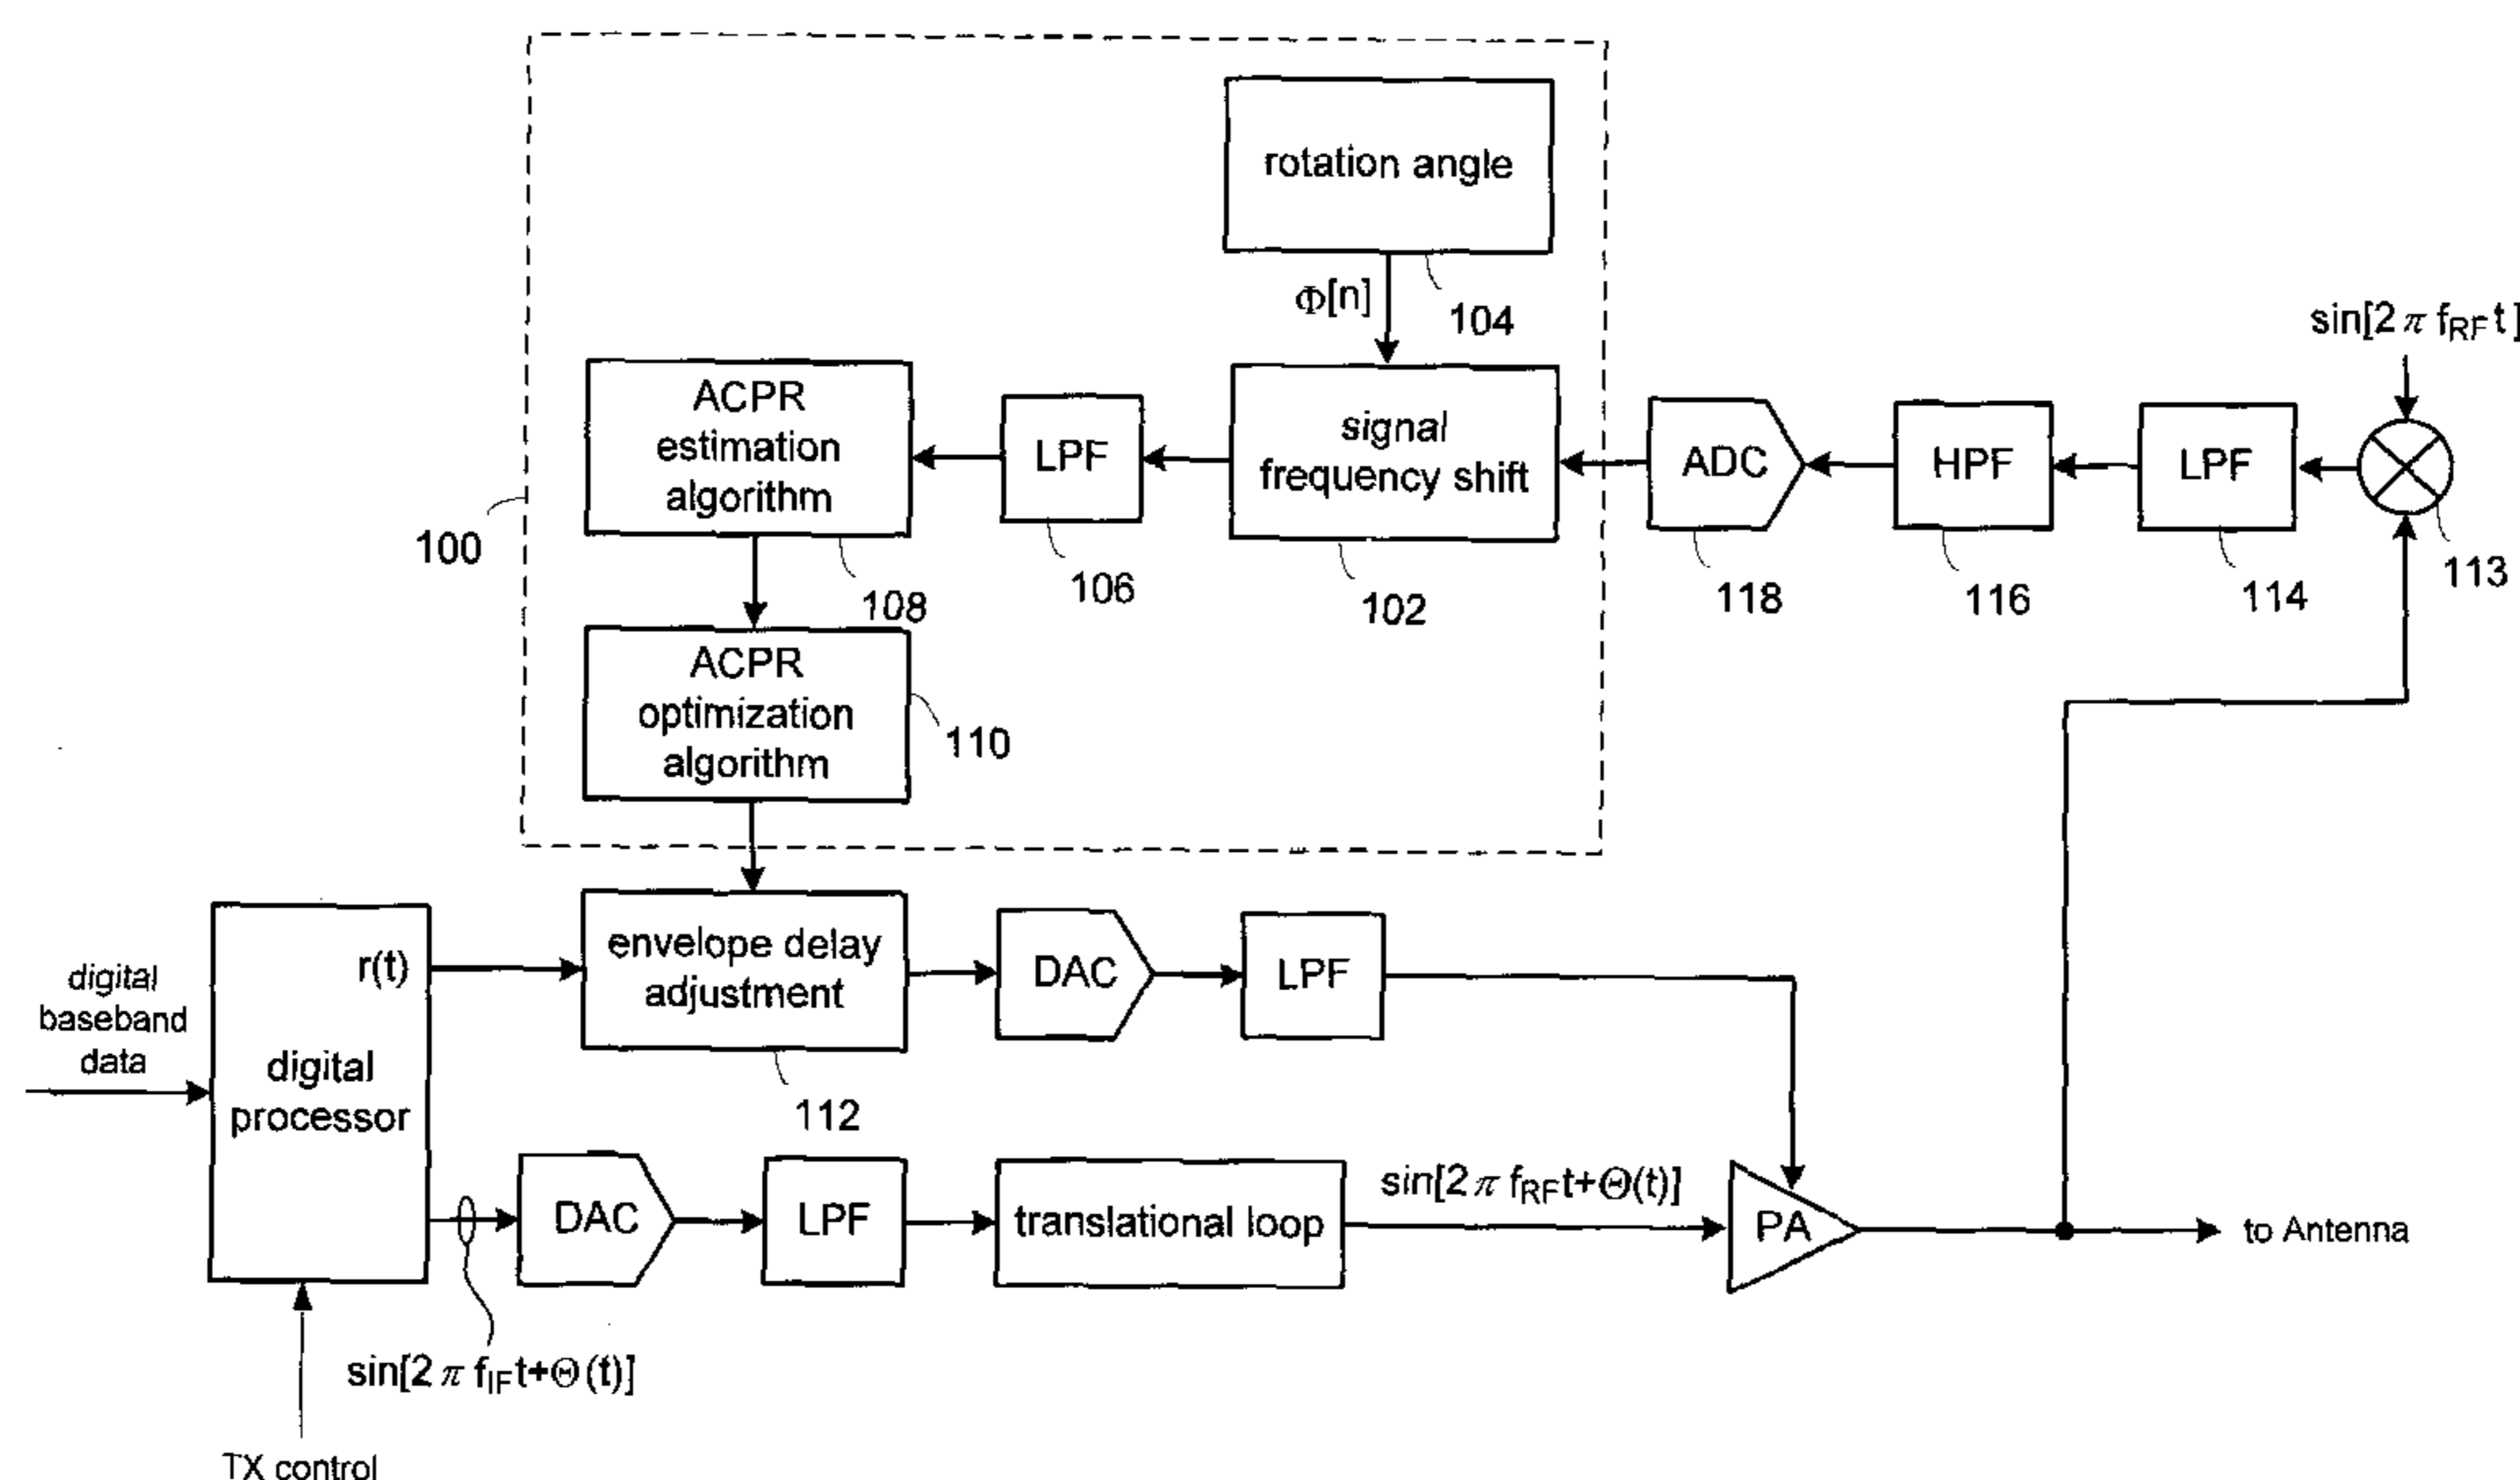 rotation angle
Φ[n]
104
sin[2π f_RF t]
ACPR
estimation
algorithm
LPF
signal
frequency shift
ADC
HPF
LPF
100
108
106
102
118
116
114
113
ACPR
optimization
algorithm
110
digital
baseband
data
r(t)
digital
processor
envelope delay
adjustment
DAC
LPF
112
DAC
LPF
translational loop
sin[2π f_RF t+Θ(t)]
PA
to Antenna
sin[2π f_IF t+Θ(t)]
TX control